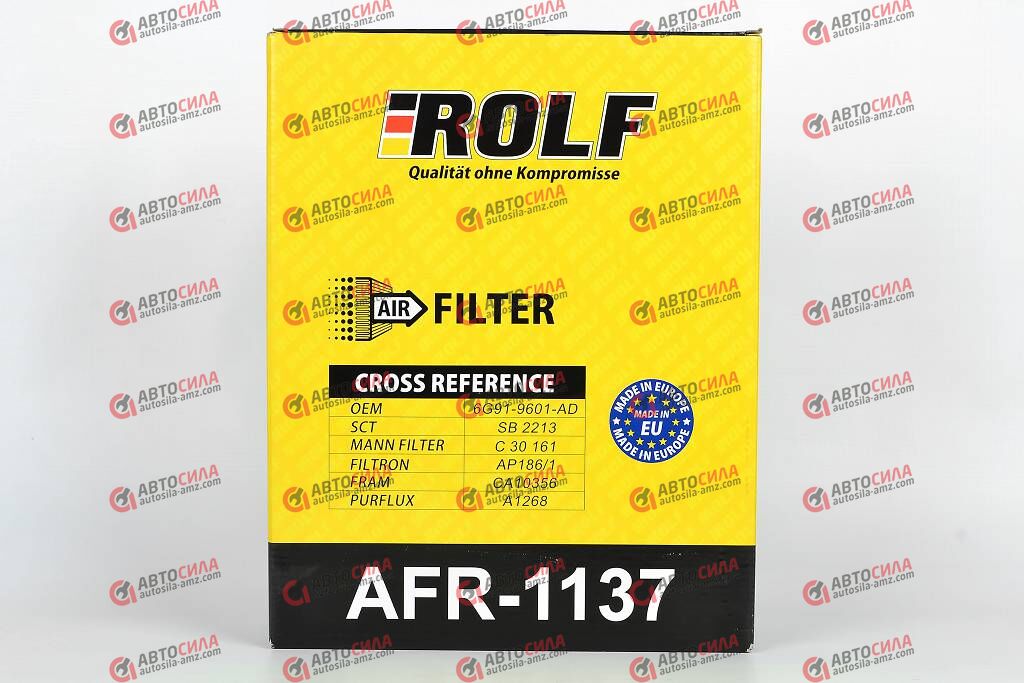 ROLF
Qualität ohne Kompromisse
AIR FILTER
CROSS REFERENCE
OEM 6G91-9601-AD
SCT SB 2213
MANN FILTER C 30 161
FILTRON AP186/1
FRAM CA10356
PURFLUX A1268
MADE IN EUROPE
MADE IN
EU
MADE IN EUROPE
AFR-1137
АВТОСИЛА
autosila-amz.com